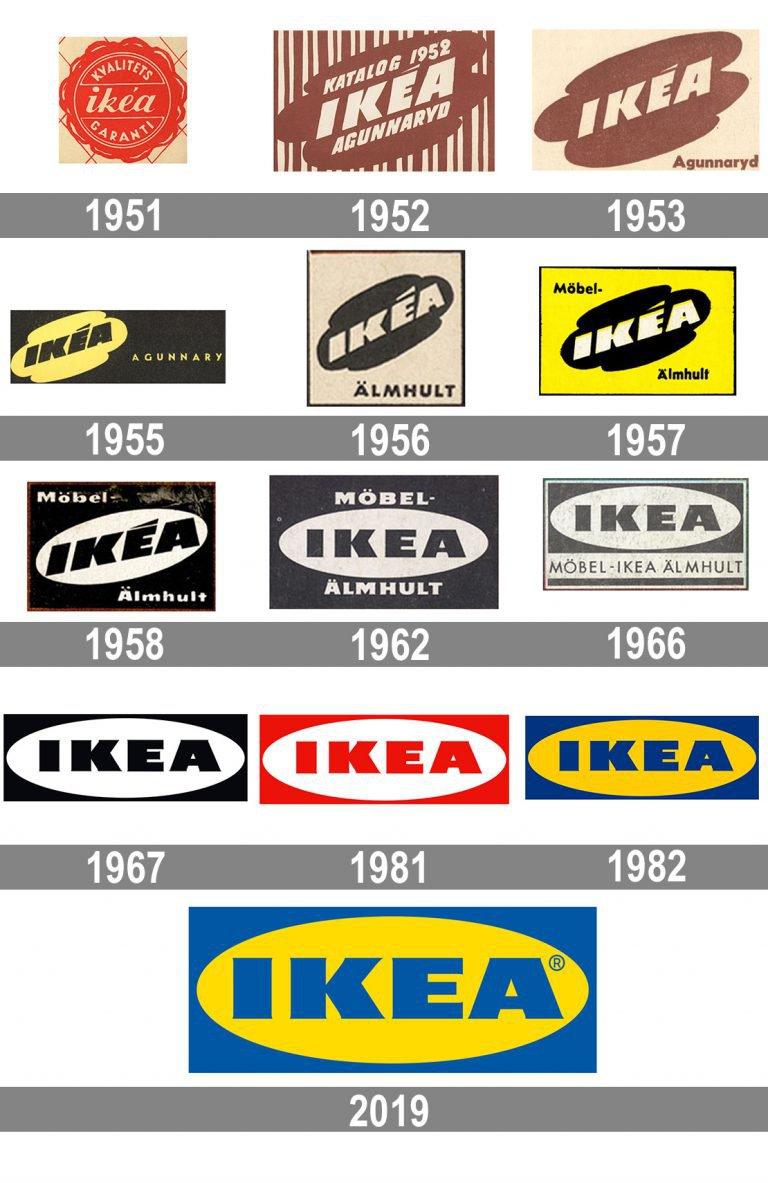 KVALITETS
ikéa
GARANTI
KATALOG 1952
IKÉA
AGUNNARYD
IKÉA
Agunnaryd
1951
1952
1953
IKÉA
AGUNNARY
IKÉA
ÄLMHULT
Möbel-
IKÉA
Älmhult
1955
1956
1957
Möbel-
IKÉA
Älmhult
MÖBEL-
IKEA
ÄLMHULT
IKEA
MÖBEL-IKEA ÄLMHULT
1958
1962
1966
IKEA
IKEA
IKEA
1967
1981
1982
IKEA®
2019